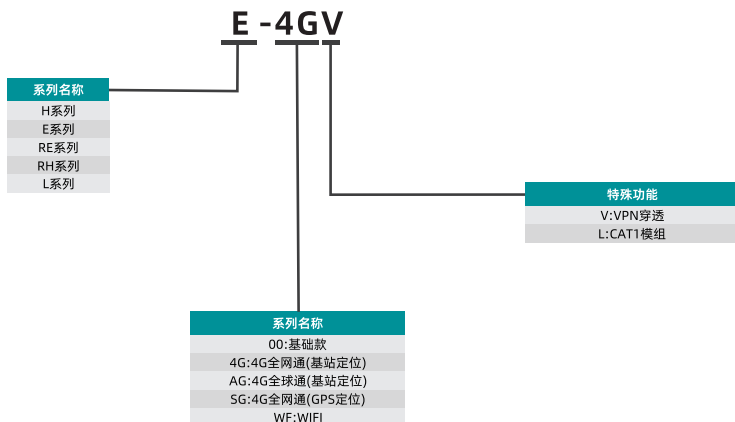 E-4GV
系列名称
H系列
E系列
RE系列
RH系列
L系列
特殊功能
V:VPN穿透
L:CAT1模组
系列名称
00:基础款
4G:4G全网通(基站定位)
AG:4G全球通(基站定位)
SG:4G全网通(GPS定位)
WF:WIFI